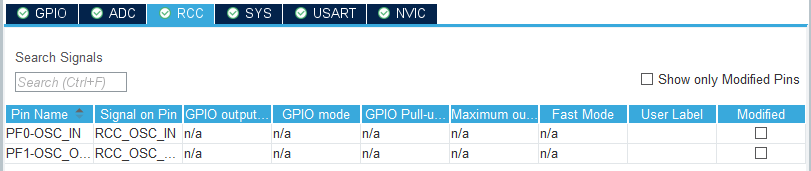 GPIO ADC RCC SYS USART NVIC
Search Signals
Search (Ctrl+F)
Show only Modified Pins
Pin Name Signal on Pin GPIO output... GPIO mode GPIO Pull-u... Maximum ou... Fast Mode User Label Modified
PF0-OSC_IN RCC_OSC_IN n/a n/a n/a n/a n/a
PF1-OSC_O... RCC_OSC_... n/a n/a n/a n/a n/a